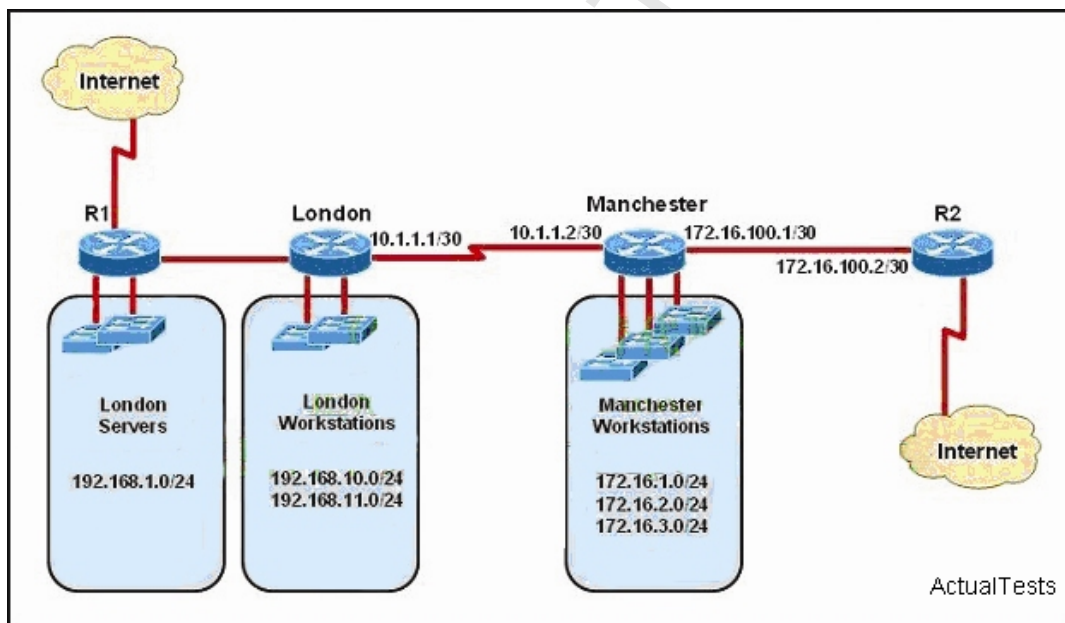 Internet
R1
London
Manchester
R2
10.1.1.1/30
10.1.1.2/30
172.16.100.1/30
172.16.100.2/30
London
Servers
192.168.1.0/24
London
Workstations
192.168.10.0/24
192.168.11.0/24
Manchester
Workstations
172.16.1.0/24
172.16.2.0/24
172.16.3.0/24
Internet
ActualTests